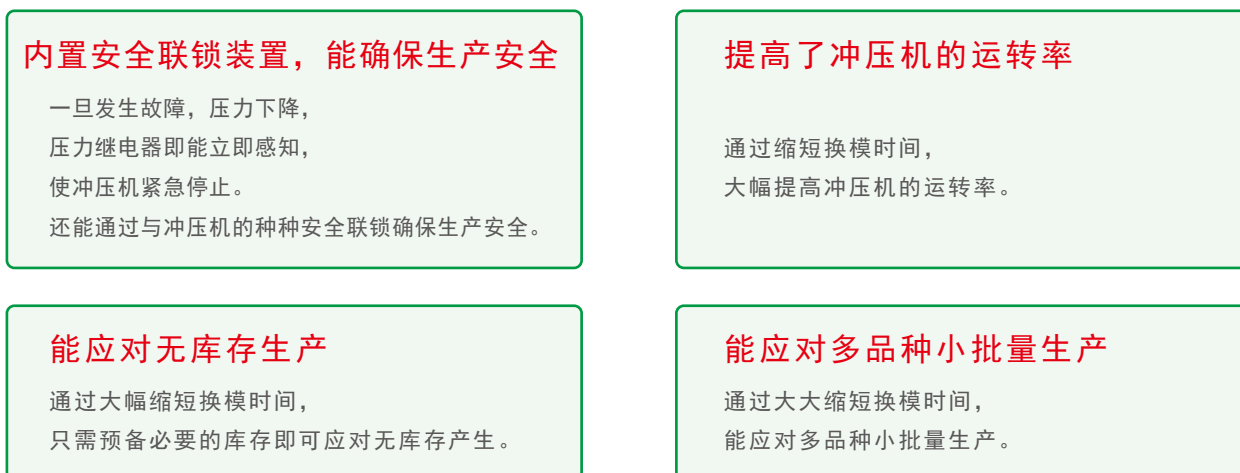 内置安全联锁装置，能确保生产安全
一旦发生故障，压力下降，
压力继电器即能立即感知，
使冲压机紧急停止。
还能通过与冲压机的种种安全联锁确保生产安全。
提高了冲压机的运转率
通过缩短换模时间，
大幅提高冲压机的运转率。
能应对无库存生产
通过大幅缩短换模时间，
只需预备必要的库存即可应对无库存产生。
能应对多品种小批量生产
通过大大缩短换模时间，
能应对多品种小批量生产。